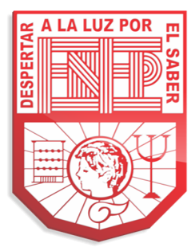 DESPERTAR A LA LUZ POR EL SABER
ENP